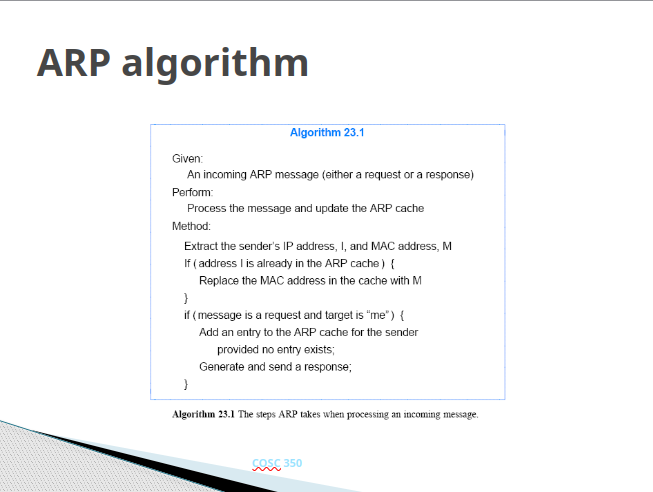 ARP algorithm
Algorithm 23.1
Given:
An incoming ARP message (either a request or a response)
Perform:
Process the message and update the ARP cache
Method:
Extract the sender's IP address, I, and MAC address, M
If ( address I is already in the ARP cache ) {
Replace the MAC address in the cache with M
}
if ( message is a request and target is "me" ) {
Add an entry to the ARP cache for the sender
provided no entry exists;
Generate and send a response;
}
Algorithm 23.1 The steps ARP takes when processing an incoming message.
COSC 350